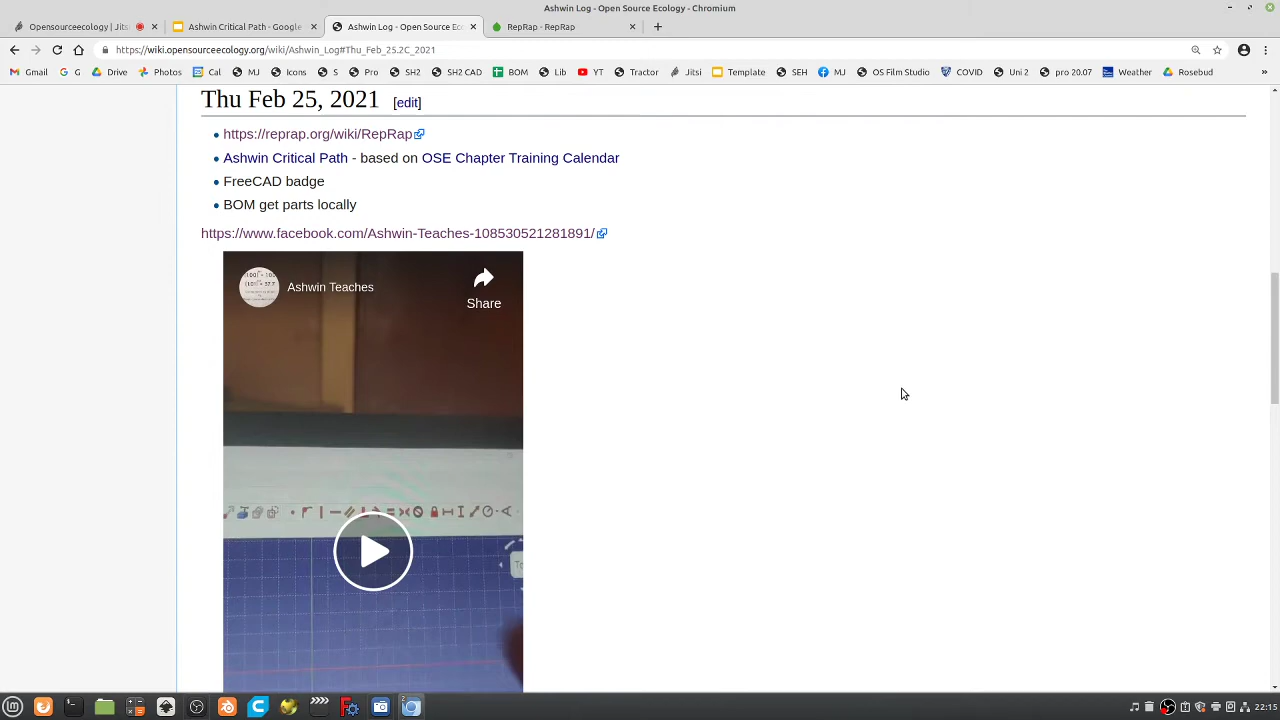 Ashwin Log - Open Source Ecology - Chromium
Opensourceecology | Jits
Ashwin Critical Path - Google
Ashwin Log - Open Source Ec
RepRap - RepRap
https://wiki.opensourceecology.org/wiki/Ashwin_Log#Thu_Feb_25.2C_2021
Gmail G Drive Photos Cal MJ Icons S Pro SH2 SH2 CAD BOM Lib YT Tractor Jitsi Template SEH MJ OS Film Studio COVID Uni 2 pro 20.07 Weather Rosebud »
Thu Feb 25, 2021 [edit]
https://reprap.org/wiki/RepRap
Ashwin Critical Path - based on OSE Chapter Training Calendar
FreeCAD badge
BOM get parts locally
https://www.facebook.com/Ashwin-Teaches-108530521281891/
Ashwin Teaches
Share
22:15